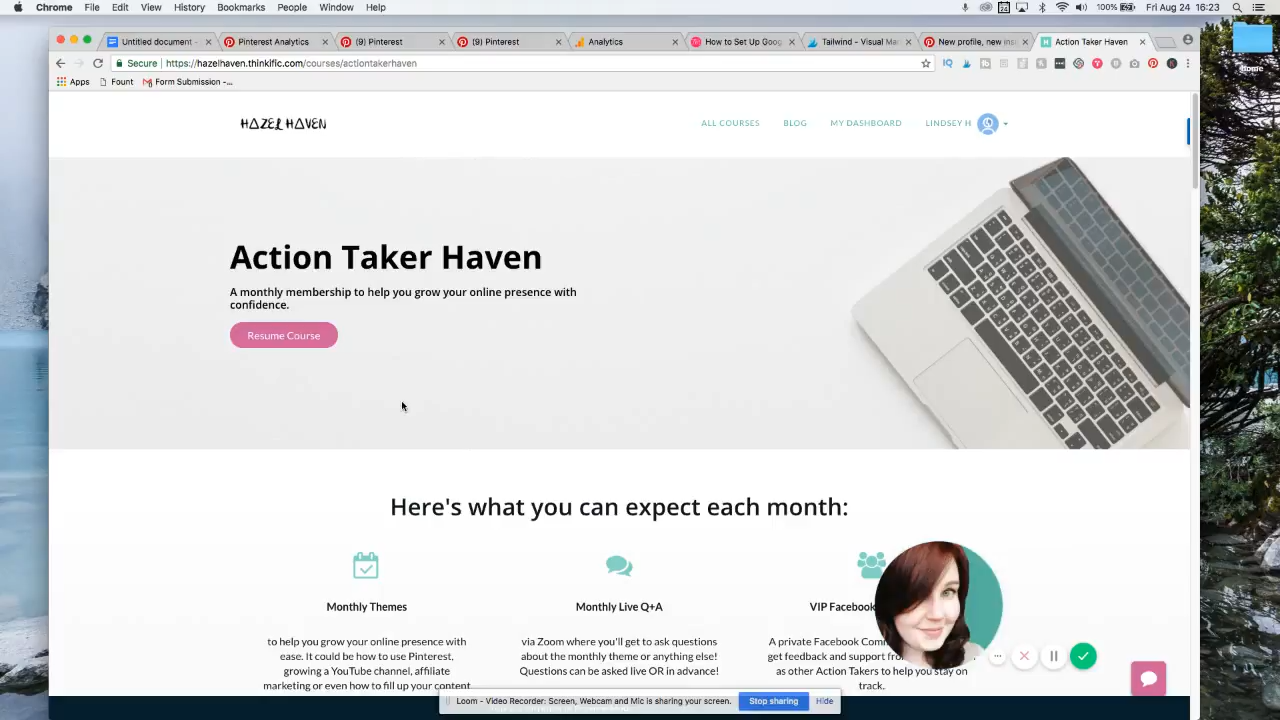 Chrome File Edit View History Bookmarks People Window Help
100% Fri Aug 24 16:23
Untitled document - Pinterest Analytics (9) Pinterest (9) Pinterest Analytics How to Set Up Goog Tailwind - Visual Mar New profile, new ins Action Taker Haven
Secure https://hazelhaven.thinkific.com/courses/actiontakerhaven
Apps Fount Form Submission -...
Home
HAZEL HAVEN
ALL COURSES BLOG MY DASHBOARD LINDSEY H
Action Taker Haven
A monthly membership to help you grow your online presence with
confidence.
Resume Course
Here's what you can expect each month:
Monthly Themes
Monthly Live Q+A
VIP Facebook
to help you grow your online presence with
ease. It could be how to use Pinterest,
growing a YouTube channel, affiliate
marketing or even how to fill up your content
via Zoom where you'll get to ask questions
about the monthly theme or anything else!
Questions can be asked live OR in advance!
A private Facebook Com
get feedback and support fro
as other Action Takers to help you stay on
track.
Loom - Video Recorder: Screen, Webcam and Mic is sharing your screen. Stop sharing Hide